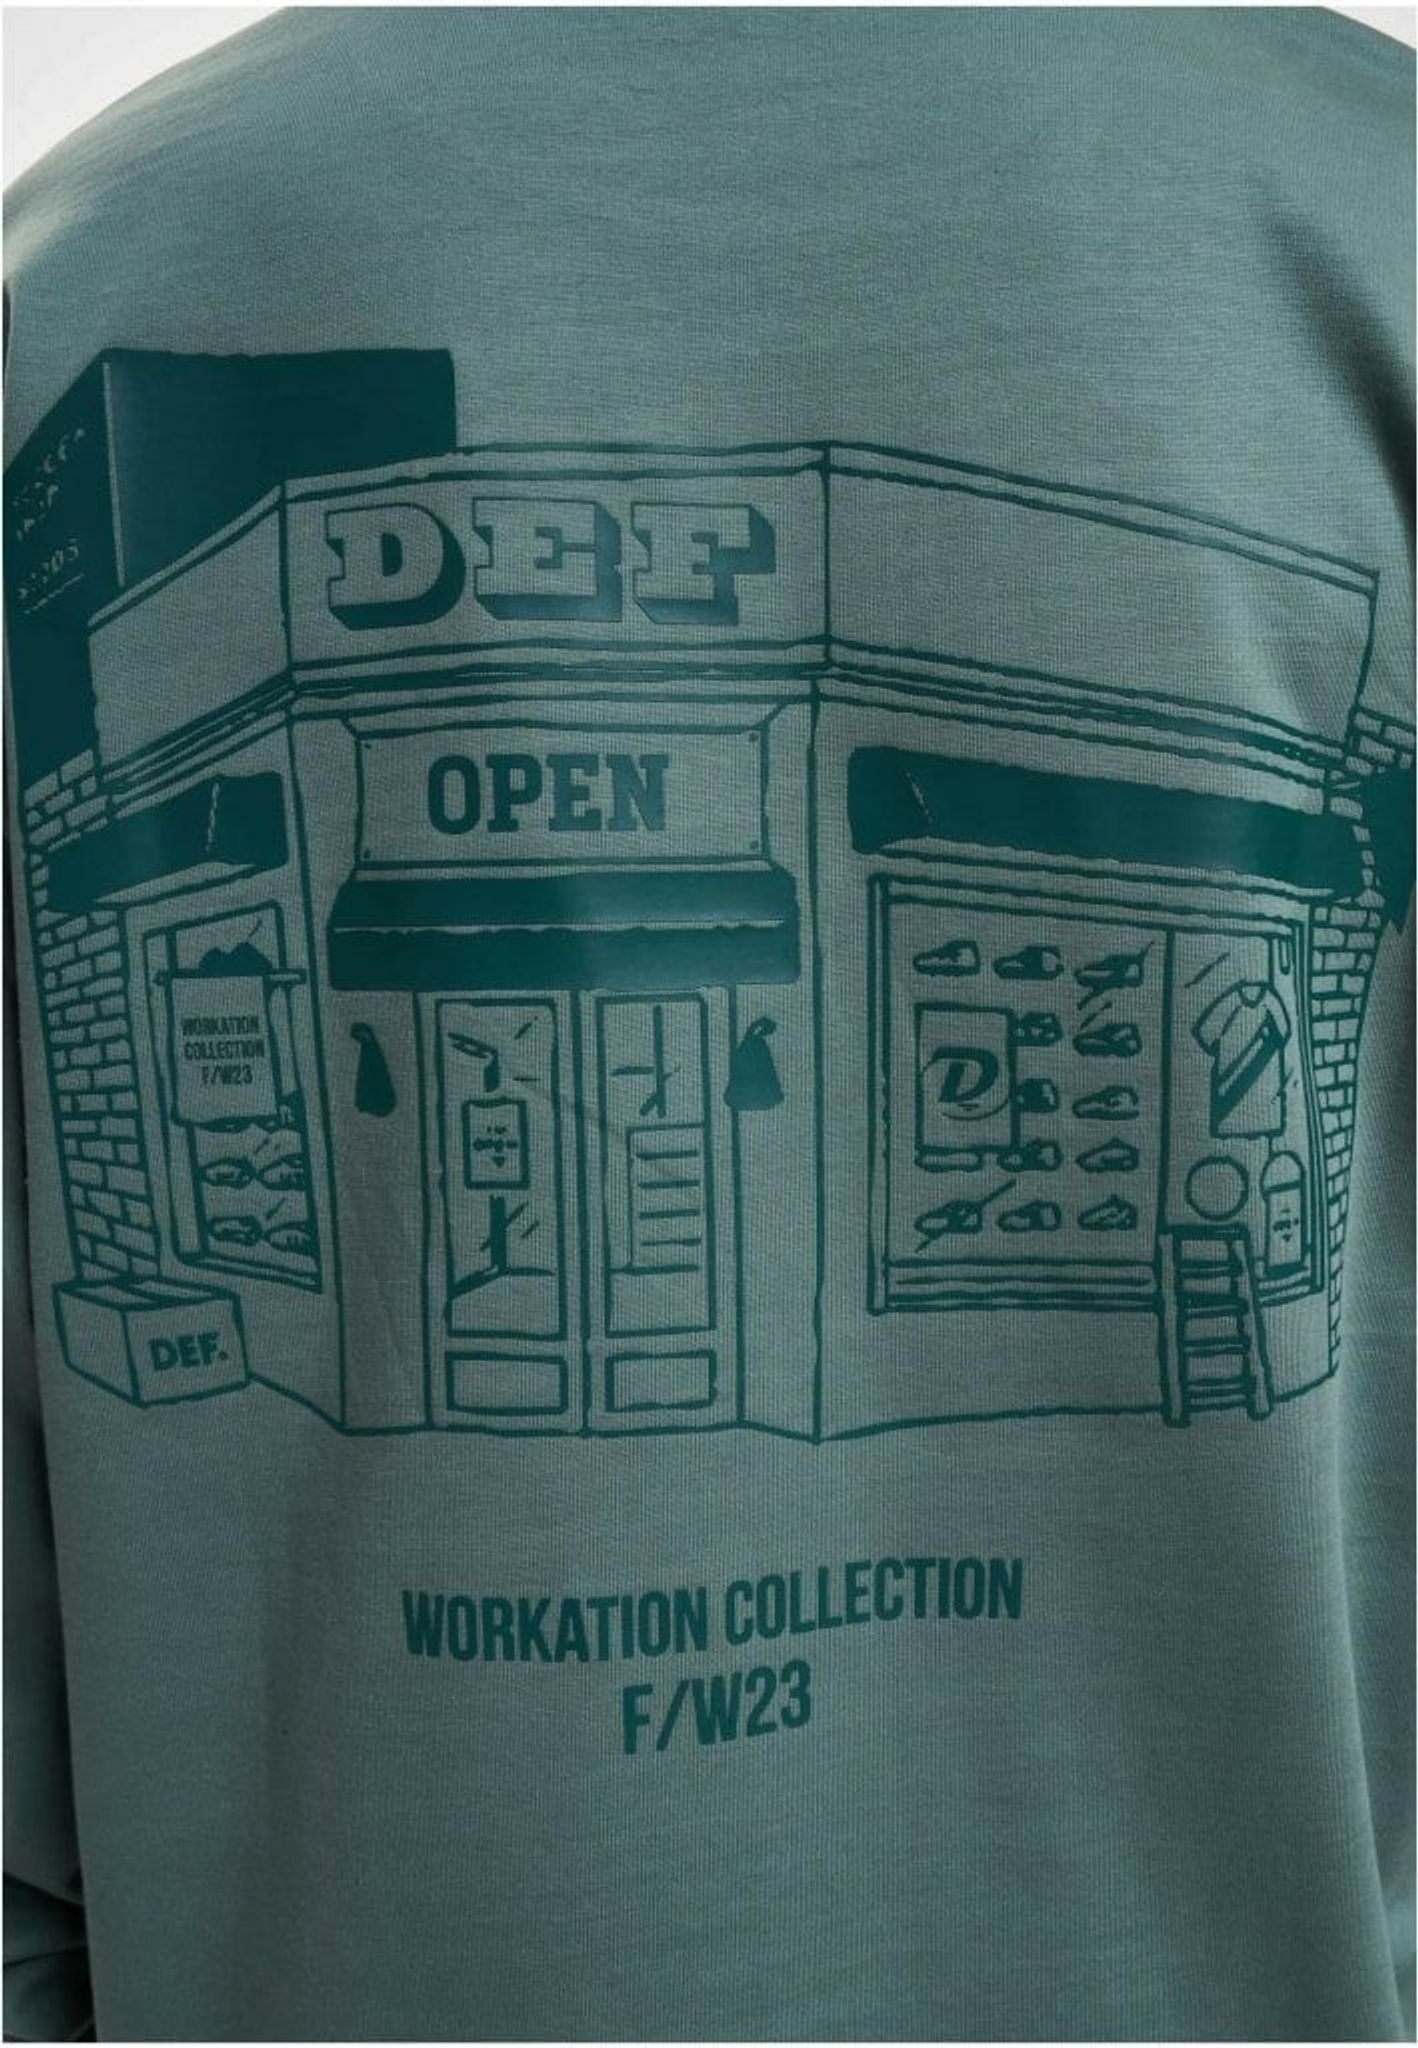 DEF
OPEN
WORKATION
COLLECTION
F/W23
D
DEF.
WORKATION COLLECTION
F/W23